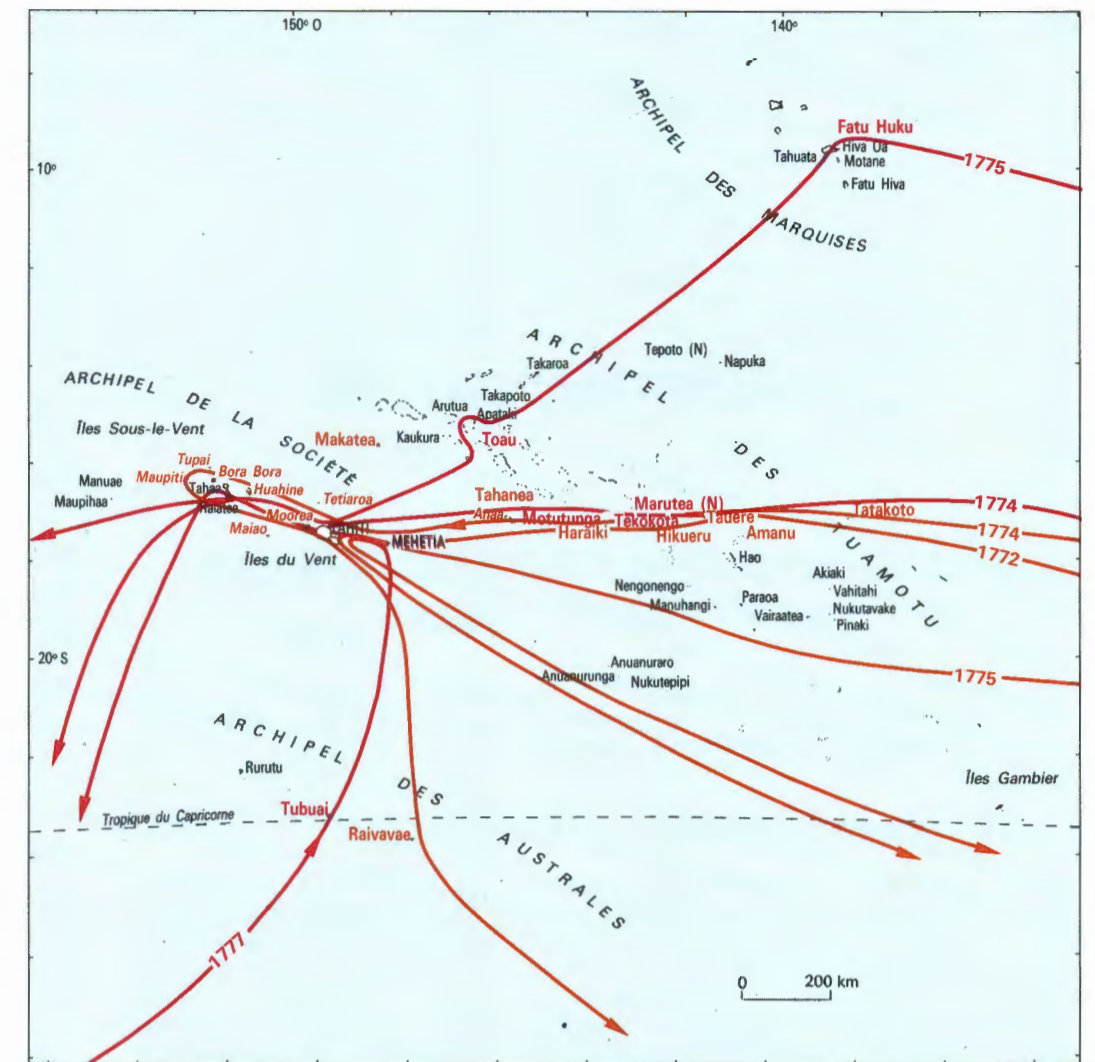 150° O
140°
ARCHIPEL DES MARQUISES
Fatu Huku
Hiva Oa
Tahuata
Motane
Fatu Hiva
1775
10°
ARCHIPEL DES TUAMOTU
Tepoto (N)
Napuka
Takaroa
Takapoto
Arutua
Apataki
Kaukura
Toau
Makatea
ARCHIPEL DE LA SOCIÉTÉ
Îles Sous-le-Vent
Tupai
Bora Bora
Maupiti
Manuae
Tahaa
Huahine
Maupihaa
Raiatea
Tetiaroa
Moorea
Maiao
TAHITI
MEHETIA
Îles du Vent
Tahanea
Anaa
Motutunga
Haraiki
Marutea (N)
Tekokota
Tauere
Hikueru
Amanu
Tatakoto
1774
1774
1772
Hao
Nengonengo
Manuhangi
Paraoa
Vairaatea
Akiaki
Vahitahi
Nukutavake
Pinaki
20° S
Anuanuraro
Anuanurunga
Nukutepipi
1775
ARCHIPEL DES AUSTRALES
Rurutu
Îles Gambier
Tubuai
Tropique du Capricorne
Raivavae
1777
0 200 km